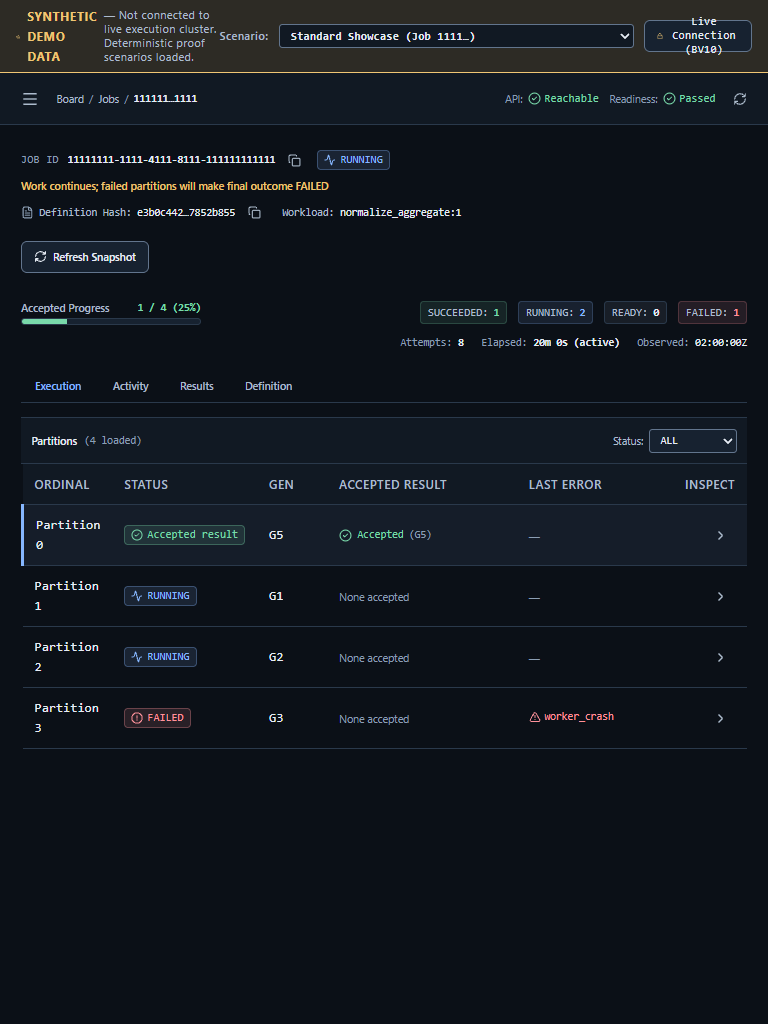 SYNTHETIC
DEMO
DATA
— Not connected to
live execution cluster.
Deterministic proof
scenarios loaded.
Scenario:
Standard Showcase (Job 1111…)
Live
Connection
(BV10)
Board / Jobs / 111111…1111
API: Reachable Readiness: Passed
JOB ID 11111111-1111-4111-8111-111111111111 RUNNING
Work continues; failed partitions will make final outcome FAILED
Definition Hash: e3b0c442…7852b855 Workload: normalize_aggregate:1
Refresh Snapshot
Accepted Progress 1 / 4 (25%)
SUCCEEDED: 1 RUNNING: 2 READY: 0 FAILED: 1
Attempts: 8 Elapsed: 20m 0s (active) Observed: 02:00:00Z
Execution Activity Results Definition
Partitions (4 loaded) Status: ALL
ORDINAL STATUS GEN ACCEPTED RESULT LAST ERROR INSPECT
Partition
0
Accepted result G5 Accepted (G5) —
Partition
1
RUNNING G1 None accepted —
Partition
2
RUNNING G2 None accepted —
Partition
3
FAILED G3 None accepted worker_crash